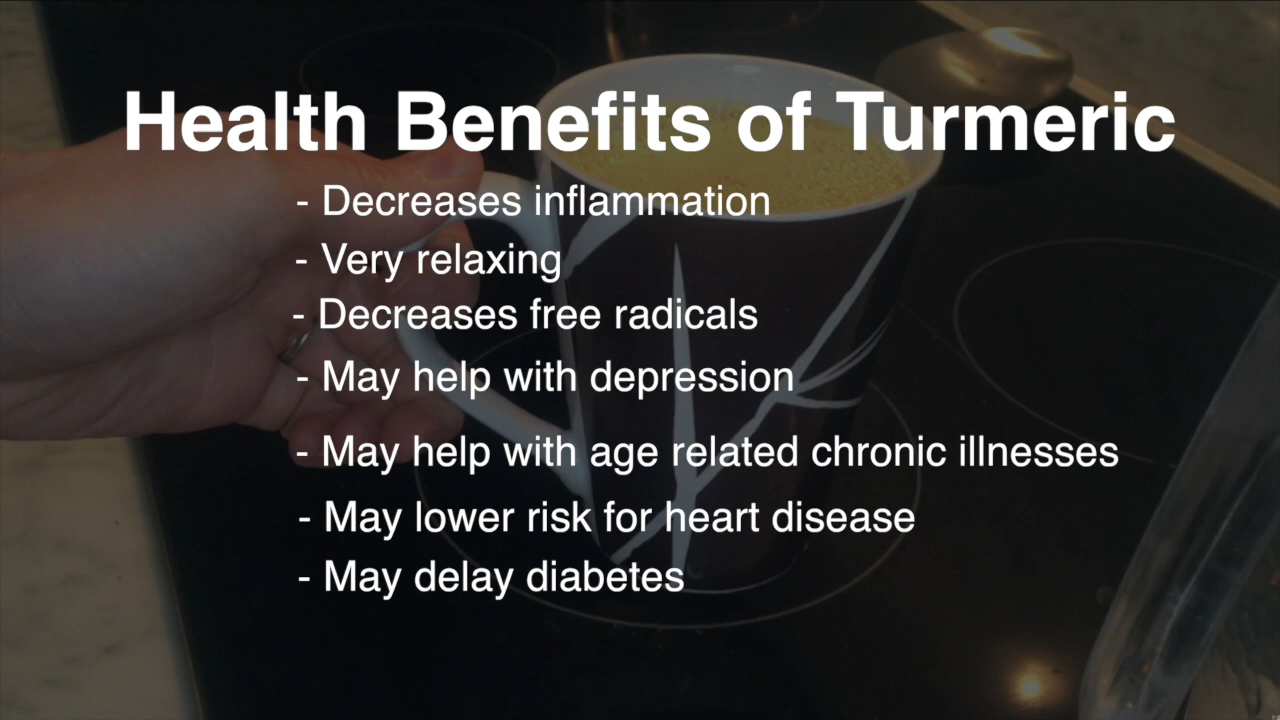 Health Benefits of Turmeric
- Decreases inflammation
- Very relaxing
- Decreases free radicals
- May help with depression
- May help with age related chronic illnesses
- May lower risk for heart disease
- May delay diabetes